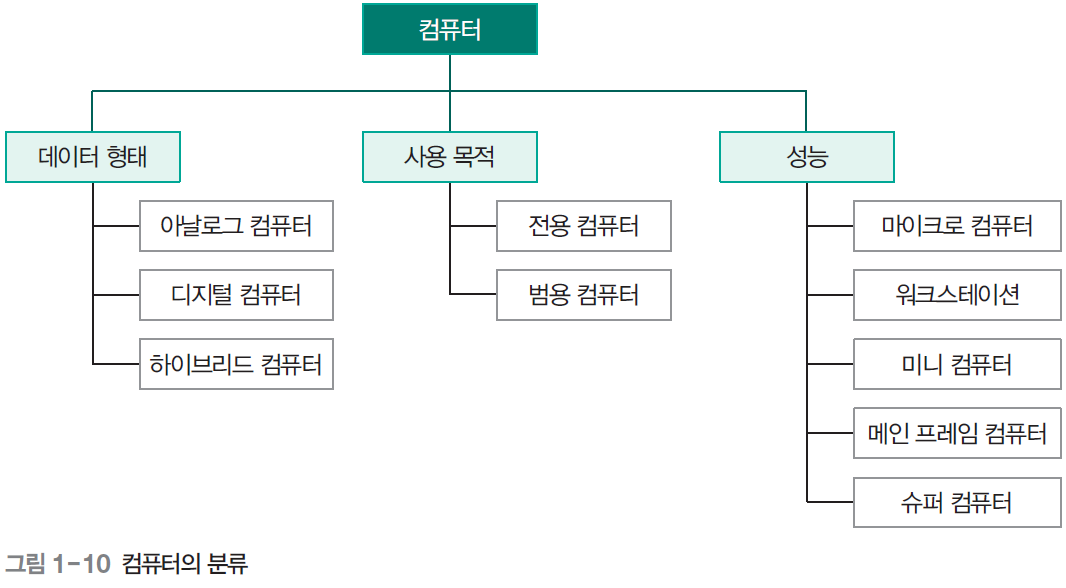 컴퓨터
데이터 형태
아날로그 컴퓨터
디지털 컴퓨터
하이브리드 컴퓨터
사용 목적
전용 컴퓨터
범용 컴퓨터
성능
마이크로 컴퓨터
워크스테이션
미니 컴퓨터
메인 프레임 컴퓨터
슈퍼 컴퓨터
그림 1-10 컴퓨터의 분류